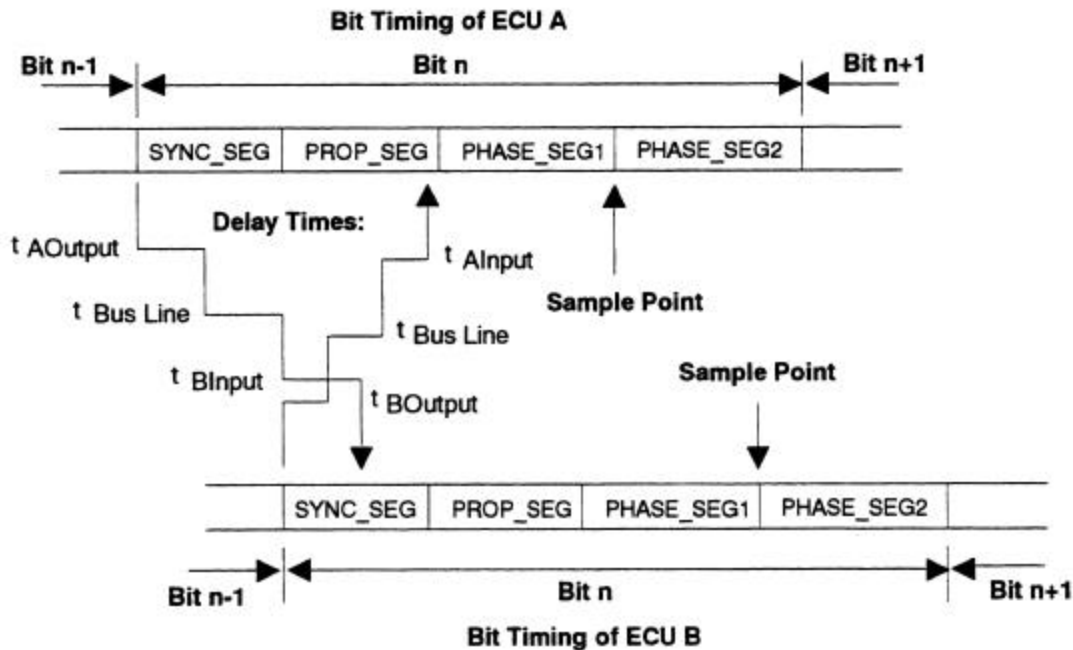 Bit Timing of ECU A
Bit n-1
Bit n
Bit n+1
SYNC_SEG
PROP_SEG
PHASE_SEG1
PHASE_SEG2
Delay Times:
t AOutput
t AInput
Sample Point
t Bus Line
t Bus Line
Sample Point
t BInput
t BOutput
SYNC_SEG
PROP_SEG
PHASE_SEG1
PHASE_SEG2
Bit n-1
Bit n
Bit n+1
Bit Timing of ECU B